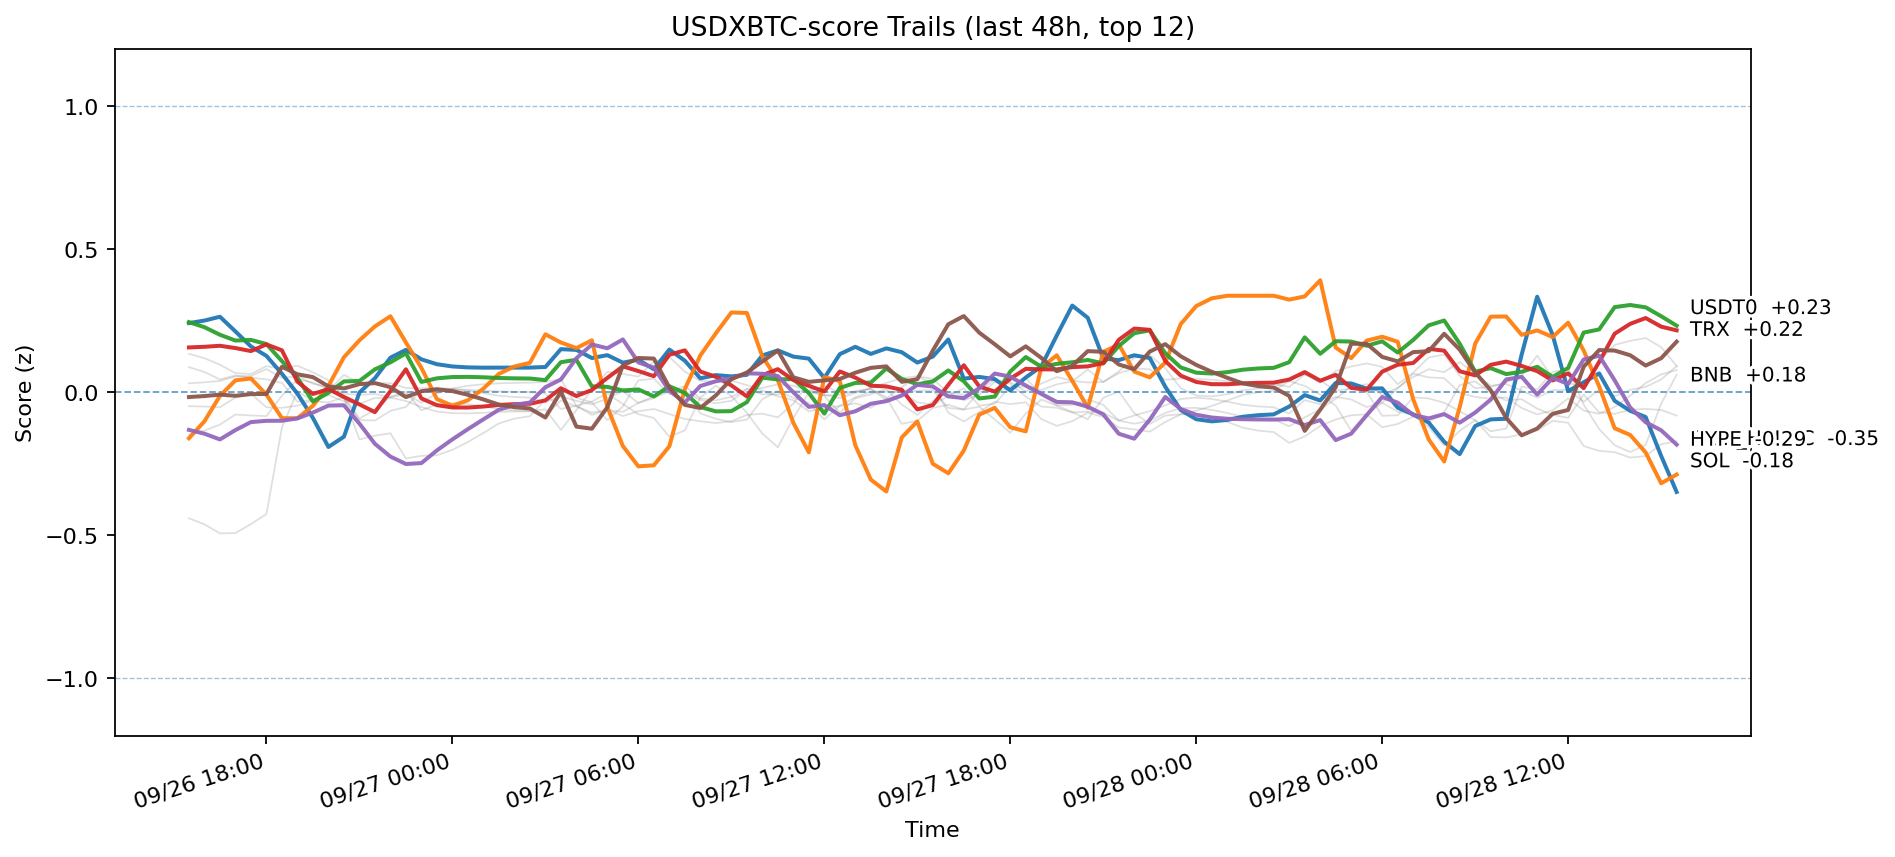 USDXBTC-score Trails (last 48h, top 12)
Score (z)
1.0
0.5
0.0
−0.5
−1.0
USDT0 +0.23
TRX +0.22
BNB +0.18
HYPE -0.29 -0.35
SOL -0.18
09/26 18:00
09/27 00:00
09/27 06:00
09/27 12:00
09/27 18:00
09/28 00:00
09/28 06:00
09/28 12:00
Time